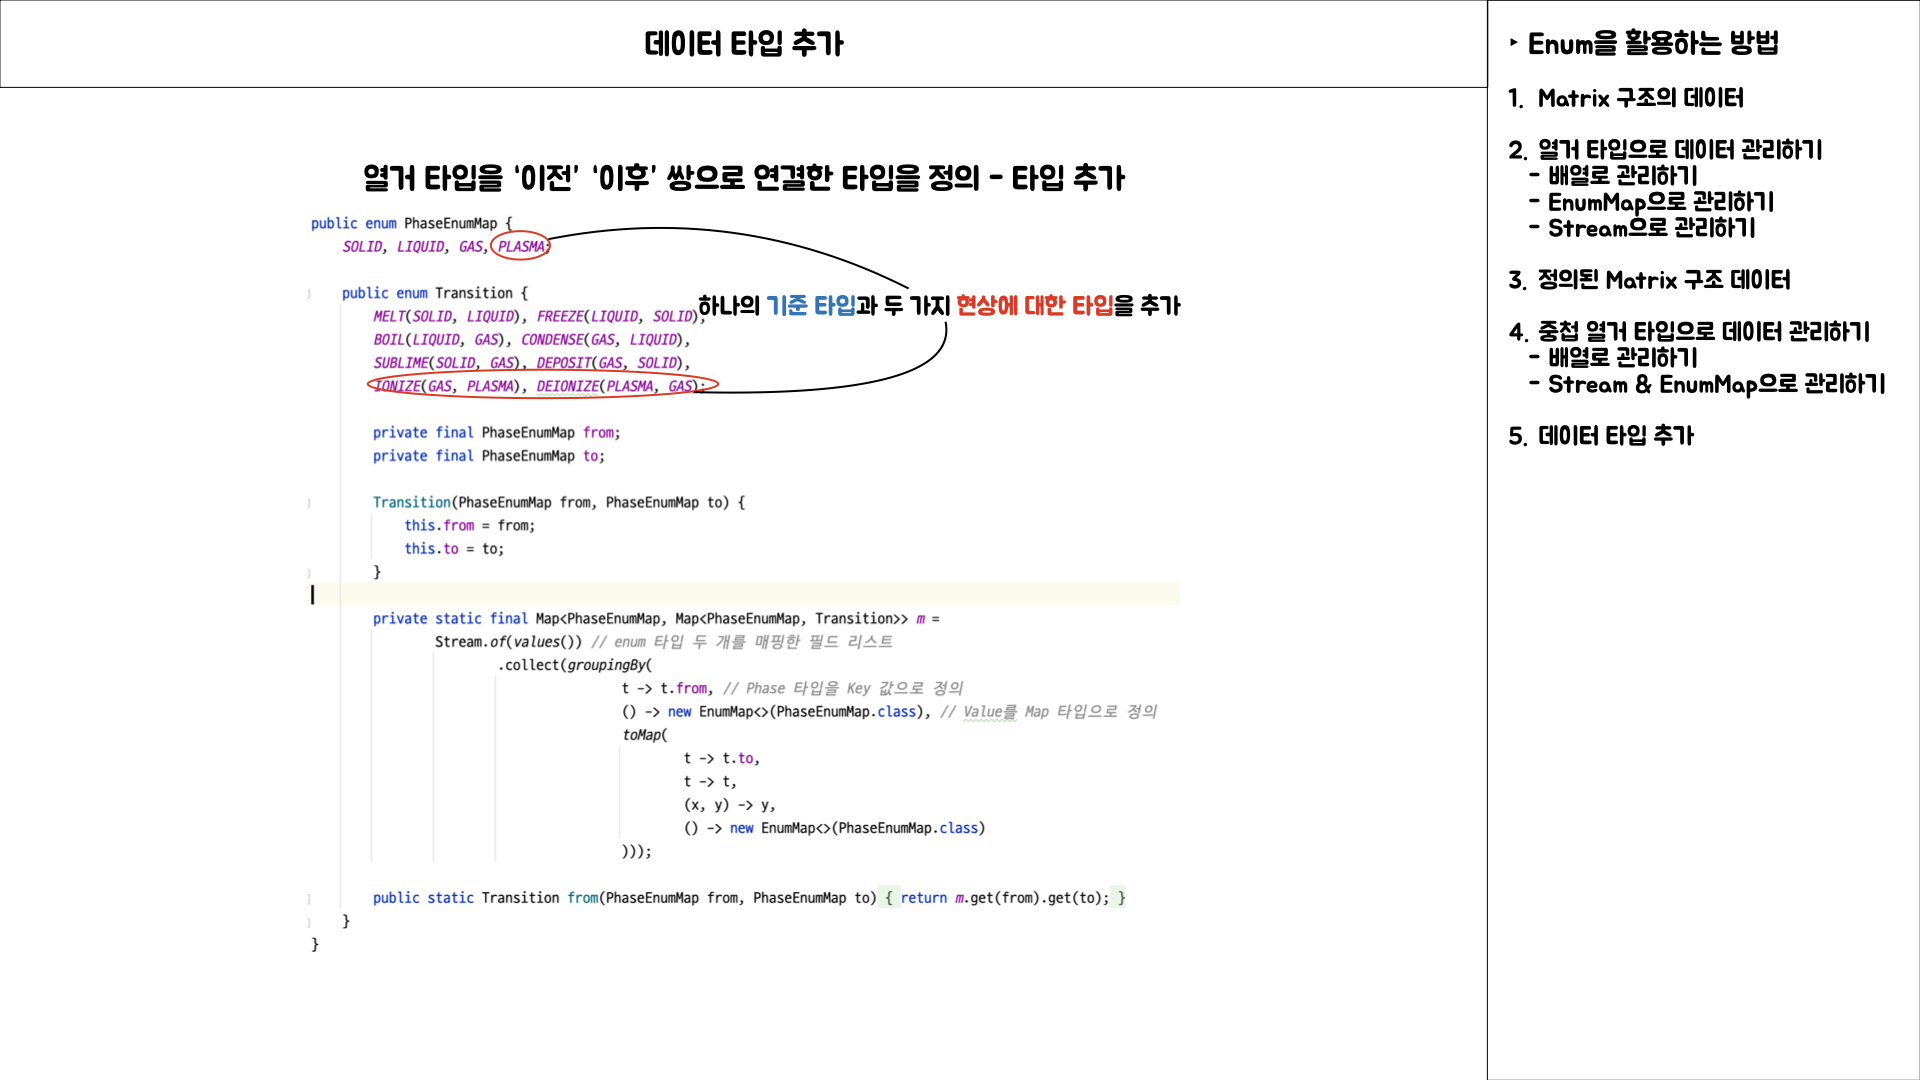 데이터 타입 추가
열거 타입을 ‘이전’ ‘이후’ 쌍으로 연결한 타입을 정의 - 타입 추가
public enum PhaseEnumMap {
SOLID, LIQUID, GAS, PLASMA;
public enum Transition {
하나의 기준 타입과 두 가지 현상에 대한 타입을 추가
MELT(SOLID, LIQUID), FREEZE(LIQUID, SOLID),
BOIL(LIQUID, GAS), CONDENSE(GAS, LIQUID),
SUBLIME(SOLID, GAS), DEPOSIT(GAS, SOLID),
IONIZE(GAS, PLASMA), DEIONIZE(PLASMA, GAS);
private final PhaseEnumMap from;
private final PhaseEnumMap to;
Transition(PhaseEnumMap from, PhaseEnumMap to) {
this.from = from;
this.to = to;
}
private static final Map<PhaseEnumMap, Map<PhaseEnumMap, Transition>> m =
Stream.of(values()) // enum 타입 두 개를 매핑한 필드 리스트
.collect(groupingBy(
t -> t.from, // Phase 타입을 Key 값으로 정의
() -> new EnumMap<>(PhaseEnumMap.class), // Value를 Map 타입으로 정의
toMap(
t -> t.to,
t -> t,
(x, y) -> y,
() -> new EnumMap<>(PhaseEnumMap.class)
)));
public static Transition from(PhaseEnumMap from, PhaseEnumMap to) { return m.get(from).get(to); }
}
}
‣ Enum을 활용하는 방법
1. Matrix 구조의 데이터
2. 열거 타입으로 데이터 관리하기
- 배열로 관리하기
- EnumMap으로 관리하기
- Stream으로 관리하기
3. 정의된 Matrix 구조 데이터
4. 중첩 열거 타입으로 데이터 관리하기
- 배열로 관리하기
- Stream & EnumMap으로 관리하기
5. 데이터 타입 추가